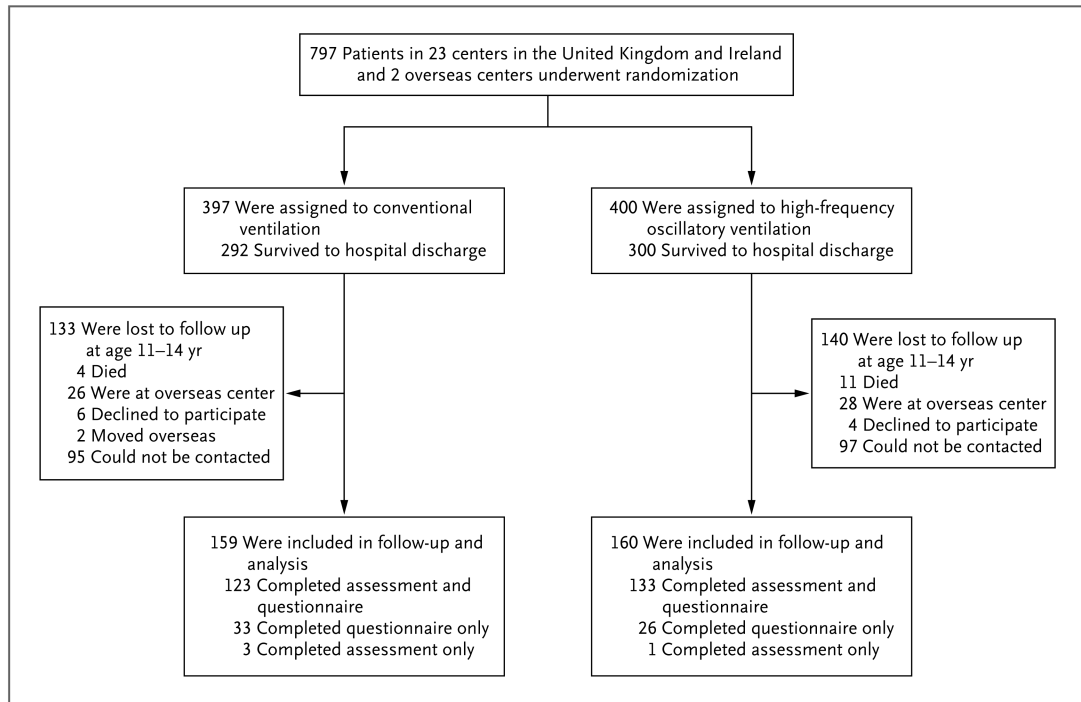 797 Patients in 23 centers in the United Kingdom and Ireland
and 2 overseas centers underwent randomization
397 Were assigned to conventional
ventilation
292 Survived to hospital discharge
400 Were assigned to high-frequency
oscillatory ventilation
300 Survived to hospital discharge
133 Were lost to follow up
at age 11–14 yr
4 Died
26 Were at overseas center
6 Declined to participate
2 Moved overseas
95 Could not be contacted
140 Were lost to follow up
at age 11–14 yr
11 Died
28 Were at overseas center
4 Declined to participate
97 Could not be contacted
159 Were included in follow-up and
analysis
123 Completed assessment and
questionnaire
33 Completed questionnaire only
3 Completed assessment only
160 Were included in follow-up and
analysis
133 Completed assessment and
questionnaire
26 Completed questionnaire only
1 Completed assessment only